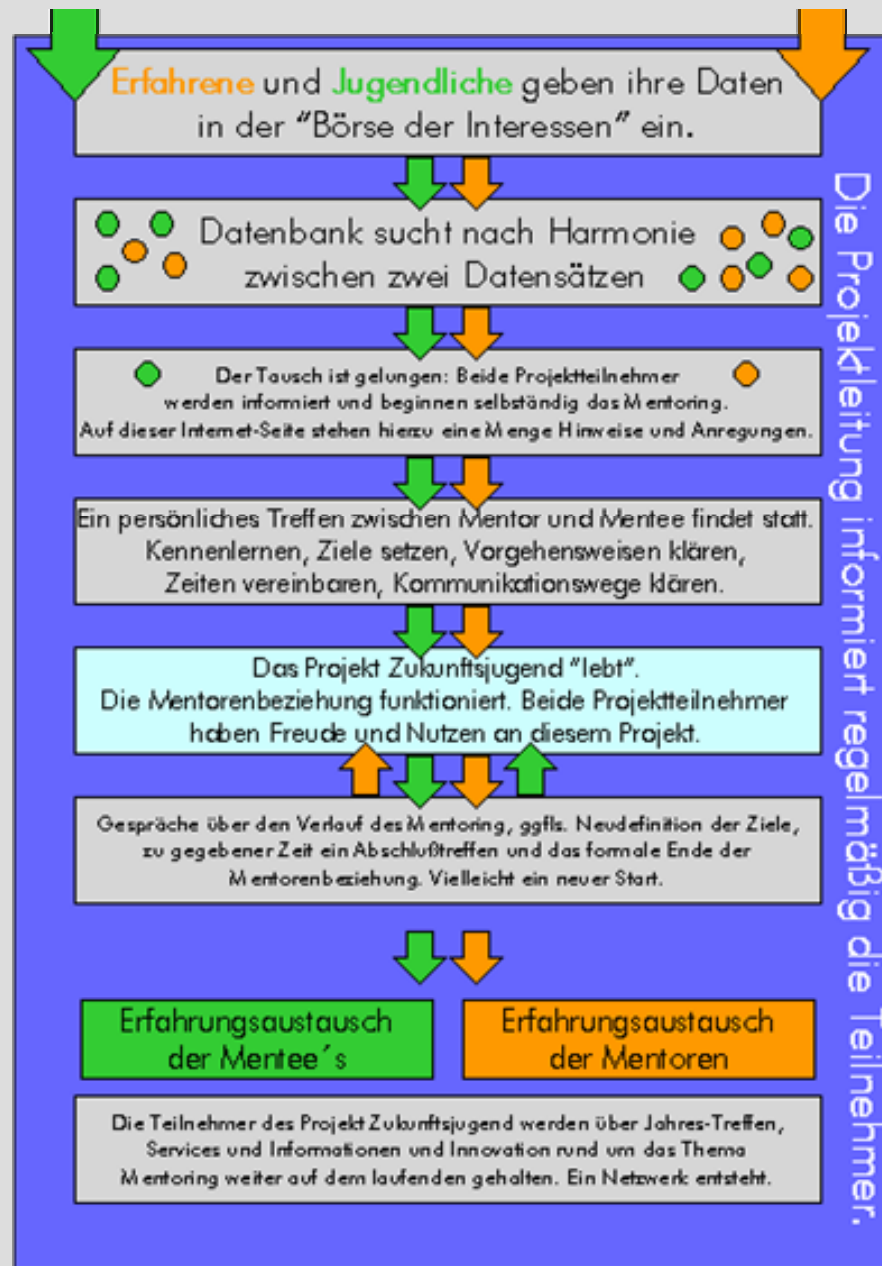 Erfahrene und Jugendliche geben ihre Daten
in der "Börse der Interessen" ein.
Datenbank sucht nach Harmonie
zwischen zwei Datensätzen
Der Tausch ist gelungen: Beide Projektteilnehmer
werden informiert und beginnen selbständig das Mentoring.
Auf dieser Internet-Seite stehen hierzu eine Menge Hinweise und Anregungen.
Ein persönliches Treffen zwischen Mentor und Mentee findet statt.
Kennenlernen, Ziele setzen, Vorgehensweisen klären,
Zeiten vereinbaren, Kommunikationswege klären.
Das Projekt Zukunftsjugend "lebt".
Die Mentorenbeziehung funktioniert. Beide Projektteilnehmer
haben Freude und Nutzen an diesem Projekt.
Gespräche über den Verlauf des Mentoring, ggfls. Neudefinition der Ziele,
zu gegebener Zeit ein Abschlußtreffen und das formale Ende der
Mentorenbeziehung. Vielleicht ein neuer Start.
Erfahrungsaustausch
der Mentee´s
Erfahrungsaustausch
der Mentoren
Die Teilnehmer des Projekt Zukunftsjugend werden über Jahres-Treffen,
Services und Informationen und Innovation rund um das Thema
Mentoring weiter auf dem laufenden gehalten. Ein Netzwerk entsteht.
Die Projektleitung informiert regelmäßig die Teilnehmer.